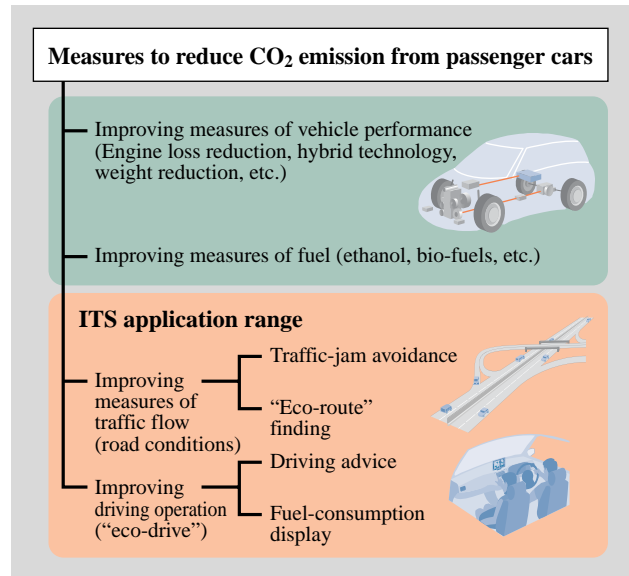 Measures to reduce CO₂ emission from passenger cars
Improving measures of vehicle performance
(Engine loss reduction, hybrid technology,
weight reduction, etc.)
Improving measures of fuel (ethanol, bio-fuels, etc.)
ITS application range
Improving
measures of
traffic flow
(road conditions)
Traffic-jam avoidance
“Eco-route”
finding
Improving
driving operation
(“eco-drive”)
Driving advice
Fuel-consumption
display